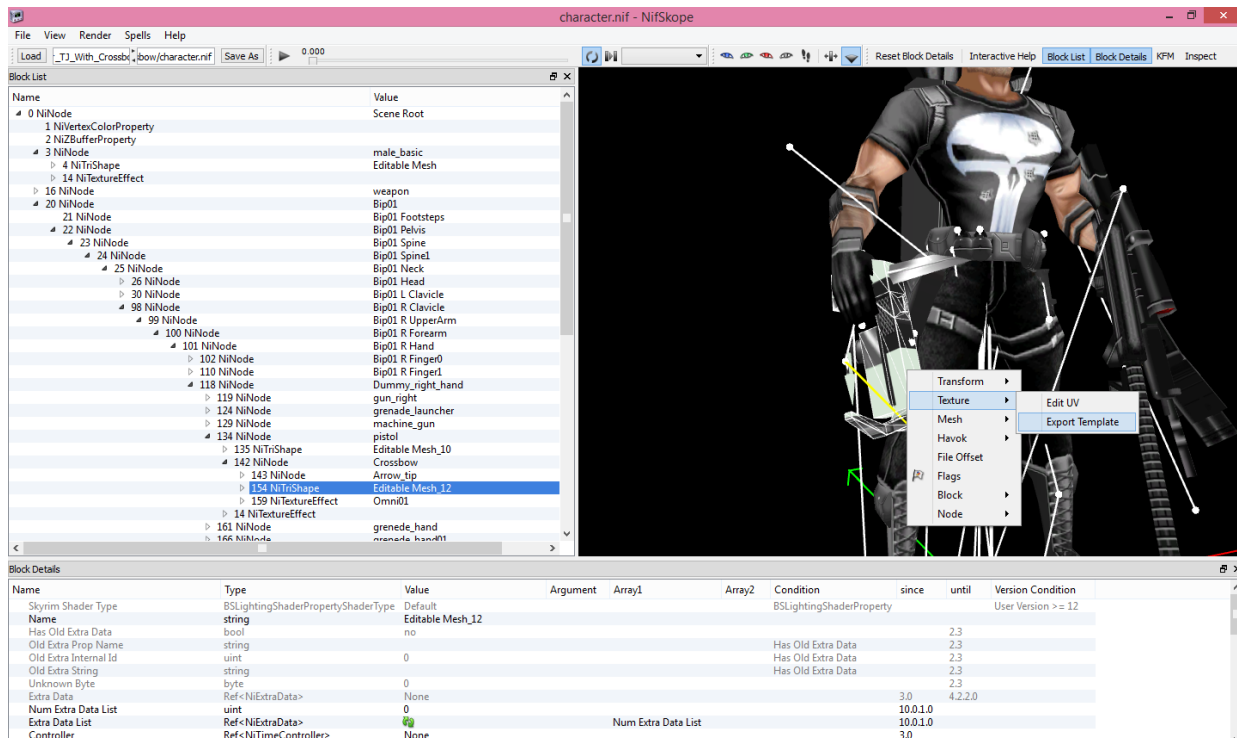 character.nif - NifSkope
File View Render Spells Help
Load _TJ_With_Crossbc bow/character.nif Save As 0.000 Reset Block Details Interactive Help Block List Block Details KFM Inspect
Block List
Name Value
0 NiNode Scene Root
1 NiVertexColorProperty
2 NiZBufferProperty
3 NiNode male_basic
4 NiTriShape Editable Mesh
14 NiTextureEffect
16 NiNode weapon
20 NiNode Bip01
21 NiNode Bip01 Footsteps
22 NiNode Bip01 Pelvis
23 NiNode Bip01 Spine
24 NiNode Bip01 Spine1
25 NiNode Bip01 Neck
26 NiNode Bip01 Head
30 NiNode Bip01 L Clavicle
98 NiNode Bip01 R Clavicle
99 NiNode Bip01 R UpperArm
100 NiNode Bip01 R Forearm
101 NiNode Bip01 R Hand
102 NiNode Bip01 R Finger0
110 NiNode Bip01 R Finger1
118 NiNode Dummy_right_hand
119 NiNode gun_right
124 NiNode grenade_launcher
129 NiNode machine_gun
134 NiNode pistol
135 NiTriShape Editable Mesh_10
142 NiNode Crossbow
143 NiNode Arrow_tip
154 NiTriShape Editable Mesh_12
159 NiTextureEffect Omni01
14 NiTextureEffect
161 NiNode grenede_hand
166 NiNode grenede_hand01
Transform
Texture
Mesh
Havok
File Offset
Flags
Block
Node
Edit UV
Export Template
Block Details
Name Type Value Argument Array1 Array2 Condition since until Version Condition
Skyrim Shader Type BSLightingShaderPropertyShaderType Default BSLightingShaderProperty User Version >= 12
Name string Editable Mesh_12
Has Old Extra Data bool no 2.3
Old Extra Prop Name string Has Old Extra Data 2.3
Old Extra Internal Id uint 0 Has Old Extra Data 2.3
Old Extra String string Has Old Extra Data 2.3
Unknown Byte byte 0 2.3
Extra Data Ref<NiExtraData> None 3.0 4.2.2.0
Num Extra Data List uint 0 10.0.1.0
Extra Data List Ref<NiExtraData> Num Extra Data List 10.0.1.0
Controller Ref<NiTimeController> None 3.0